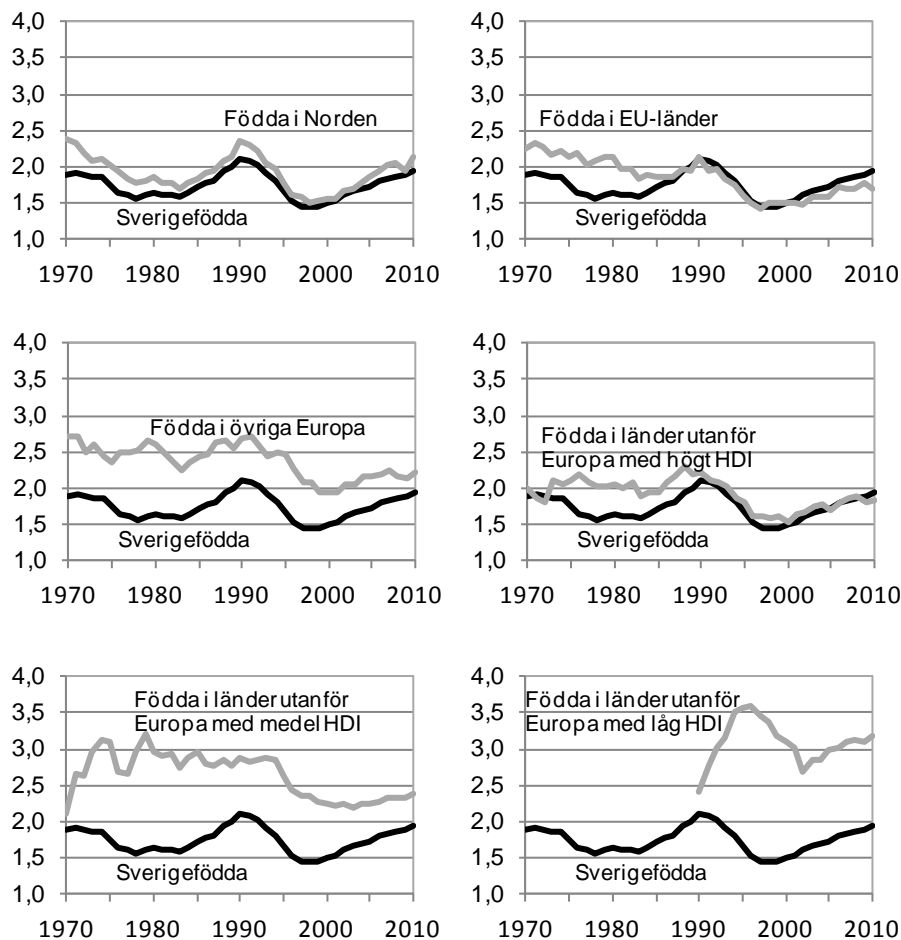 4,0
3,5
3,0
2,5
2,0
1,5
1,0
Födda i Norden
Sverigefödda
1970 1980 1990 2000 2010
4,0
3,5
3,0
2,5
2,0
1,5
1,0
Födda i EU-länder
Sverigefödda
1970 1980 1990 2000 2010
4,0
3,5
3,0
2,5
2,0
1,5
1,0
Födda i övriga Europa
Sverigefödda
1970 1980 1990 2000 2010
4,0
3,5
3,0
2,5
2,0
1,5
1,0
Födda i länder utanför
Europa med högt HDI
Sverigefödda
1970 1980 1990 2000 2010
4,0
3,5
3,0
2,5
2,0
1,5
1,0
Födda i länder utanför
Europa med medel HDI
Sverigefödda
1970 1980 1990 2000 2010
4,0
3,5
3,0
2,5
2,0
1,5
1,0
Födda i länder utanför
Europa med låg HDI
Sverigefödda
1970 1980 1990 2000 2010